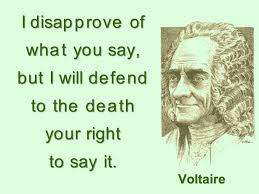 I disapprove of
what you say,
but I will defend
to the death
your right
to say it.
Voltaire